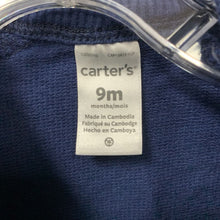 carter's
9m
months/mois
Made in Cambodia
Fabriqué au Cambodge
Hecho en Camboya